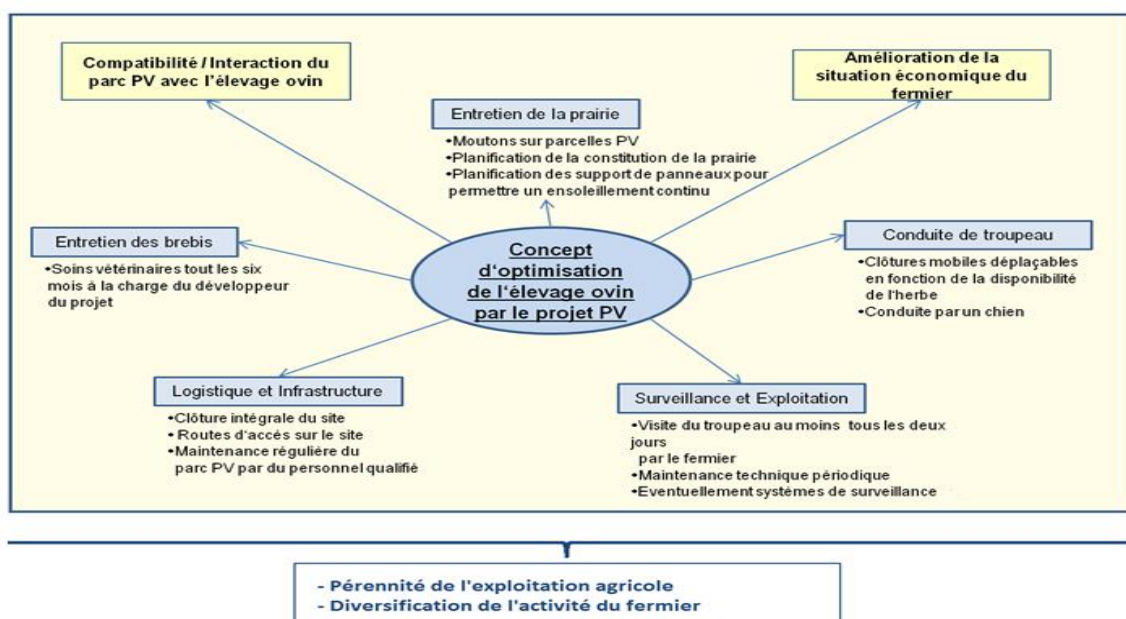 Compatibilité / Interaction du
parc PV avec l'élevage ovin
Amélioration de la
situation économique du
fermier
Entretien de la prairie
•Moutons sur parcelles PV
•Planification de la constitution de la prairie
•Planification des support de panneaux pour
permettre un ensoleillement continu
Entretien des brebis
•Soins vétérinaires tout les six
mois à la charge du développeur
du projet
Concept
d'optimisation
de l'élevage ovin
par le projet PV
Conduite de troupeau
•Clôtures mobiles déplaçables
en fonction de la disponibilité
de l'herbe
•Conduite par un chien
Logistique et Infrastructure
•Clôture intégrale du site
•Routes d'accés sur le site
•Maintenance régulière du
parc PV par du personnel qualifié
Surveillance et Exploitation
•Visite du troupeau au moins tous les deux
jours
par le fermier
•Maintenance technique périodique
•Eventuellement systèmes de surveillance
- Pérennité de l'exploitation agricole
- Diversification de l'activité du fermier